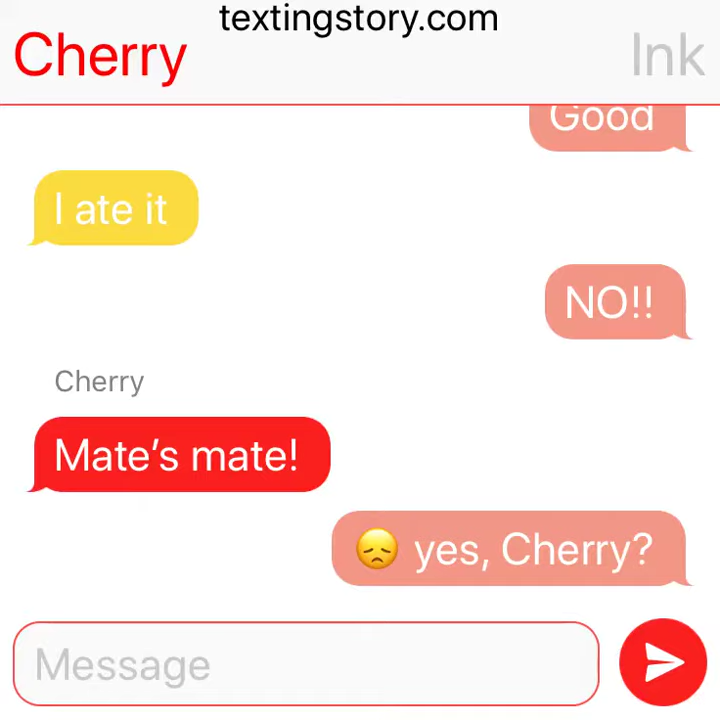 textingstory.com
Cherry
Ink
Good
I ate it
NO!!
Cherry
Mate’s mate!
😞 yes, Cherry?
Message